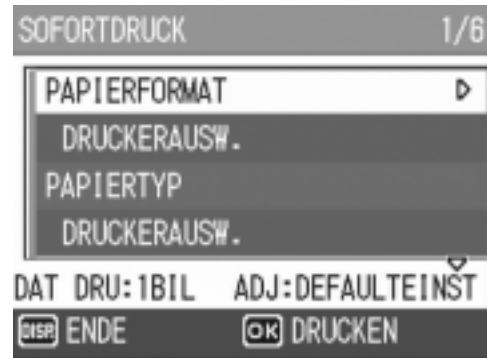 SOFORTDRUCK 1/6
PAPIERFORMAT
DRUCKERAUSW.
PAPIERTYP
DRUCKERAUSW.
DAT DRU:1BIL ADJ:DEFAULTEINST
DISP. ENDE OK DRUCKEN